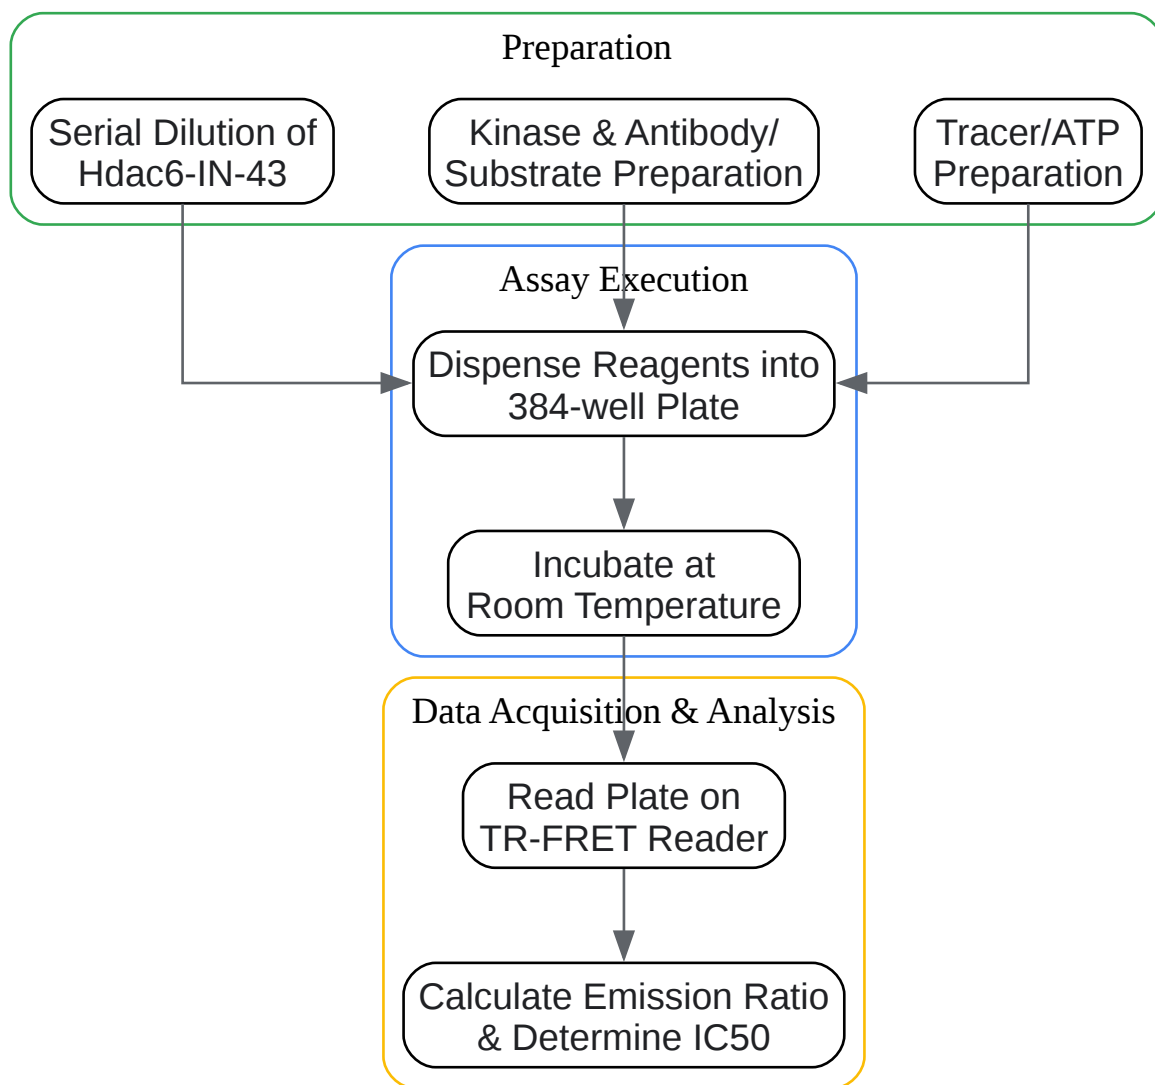 Preparation
Serial Dilution of
Hdac6-IN-43
Kinase & Antibody/
Substrate Preparation
Tracer/ATP
Preparation
Assay Execution
Dispense Reagents into
384-well Plate
Incubate at
Room Temperature
Data Acquisition & Analysis
Read Plate on
TR-FRET Reader
Calculate Emission Ratio
& Determine IC50